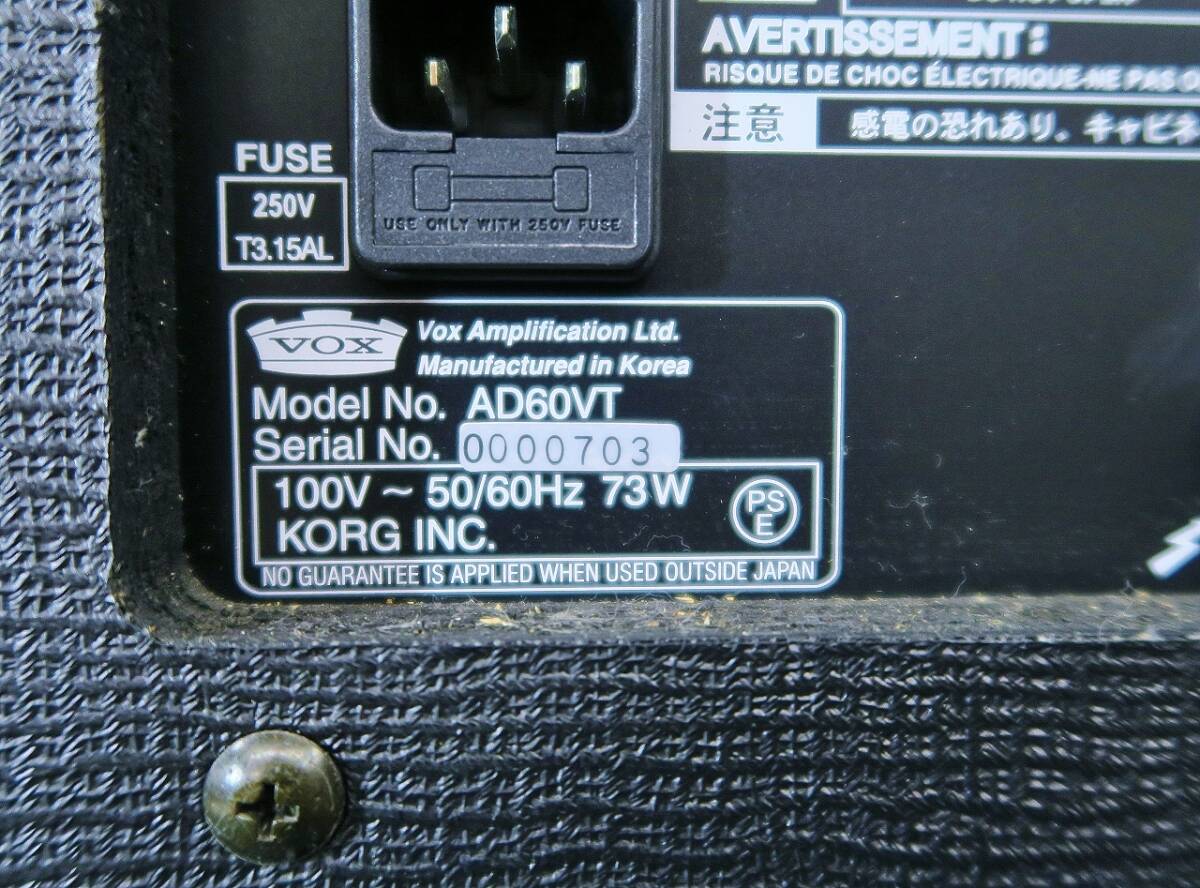 AVERTISSEMENT:
RISQUE DE CHOC ÉLECTRIQUE-NE PAS
注意 感電の恐れあり、キャビネ
FUSE
250V
T3.15AL
USE ONLY WITH 250V FUSE
VOX
Vox Amplification Ltd.
Manufactured in Korea
Model No. AD60VT
Serial No. 0000703
100V ~ 50/60Hz 73W
PS
E
KORG INC.
NO GUARANTEE IS APPLIED WHEN USED OUTSIDE JAPAN